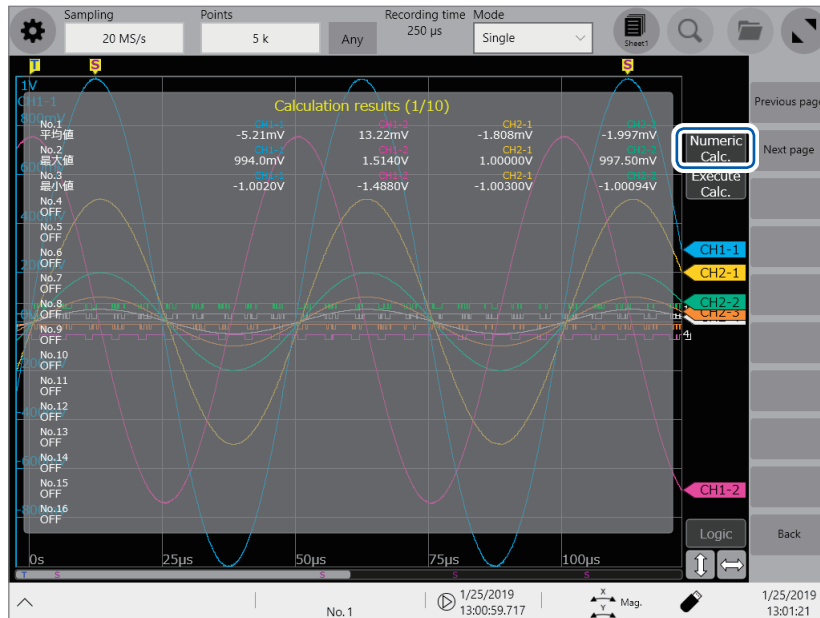 Sampling
20 MS/s
Points
5 k
Any
Recording time
250 µs
Mode
Single
Sheet1
T
S
S
1V
CH1-1
Calculation results (1/10)
No.1 CH1-1 CH1-2 CH2-1 CH2-2
平均値 -5.21mV 13.22mV -1.808mV -1.997mV
No.2 CH1-1 CH1-2 CH2-1 CH2-2
最大値 994.0mV 1.5140V 1.00000V 997.50mV
No.3 CH1-1 CH1-2 CH2-1 CH2-2
最小値 -1.0020V -1.4880V -1.00300V -1.00094V
No.4
OFF
No.5
OFF
No.6
OFF
No.7
OFF
No.8
OFF
No.9
OFF
No.10
OFF
No.11
OFF
No.12
OFF
No.13
OFF
No.14
OFF
No.15
OFF
No.16
OFF
0s 25µs 50µs 75µs 100µs
T S S S S
Numeric
Calc.
Execute
Calc.
CH1-1
CH2-1
CH2-2
CH2-3
4
CH1-2
Logic
Previous page
Next page
Back
No. 1
1/25/2019
13:00:59.717
X
Y
Mag.
1/25/2019
13:01:21